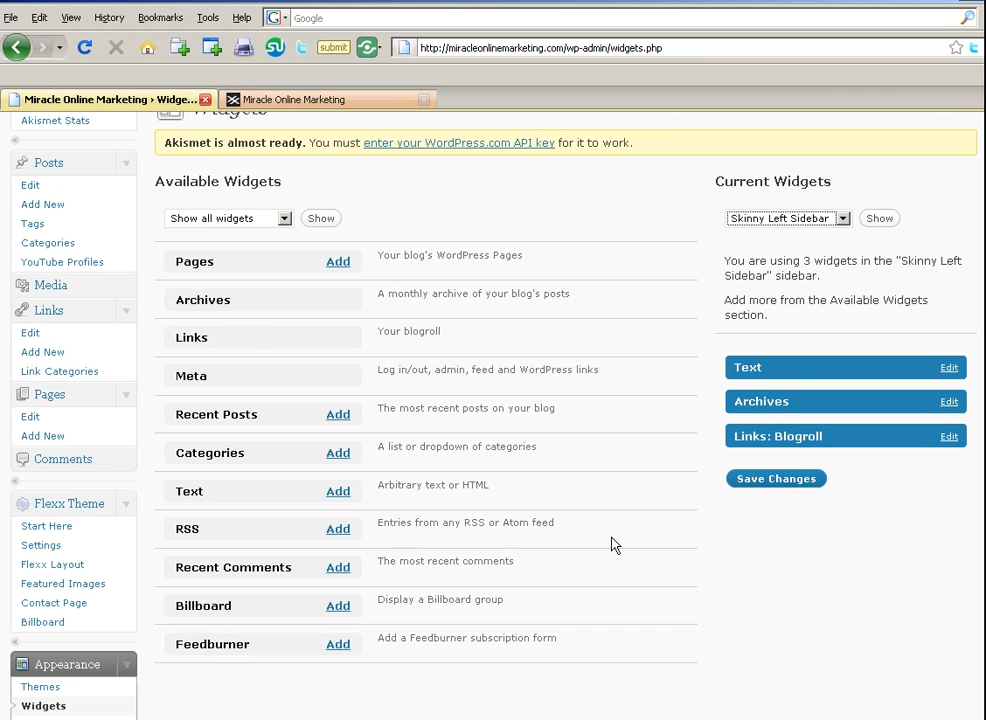 File Edit View History Bookmarks Tools Help G Google
submit http://miracleonlinemarketing.com/wp-admin/widgets.php
Miracle Online Marketing › Widge... Miracle Online Marketing
Widgets
Akismet Stats
Posts
Edit
Add New
Tags
Categories
YouTube Profiles
Media
Links
Edit
Add New
Link Categories
Pages
Edit
Add New
Comments
Flexx Theme
Start Here
Settings
Flexx Layout
Featured Images
Contact Page
Billboard
Appearance
Themes
Widgets
Akismet is almost ready. You must enter your WordPress.com API key for it to work.
Available Widgets
Show all widgets Show
Pages Add Your blog's WordPress Pages
Archives A monthly archive of your blog's posts
Links Your blogroll
Meta Log in/out, admin, feed and WordPress links
Recent Posts Add The most recent posts on your blog
Categories Add A list or dropdown of categories
Text Add Arbitrary text or HTML
RSS Add Entries from any RSS or Atom feed
Recent Comments Add The most recent comments
Billboard Add Display a Billboard group
Feedburner Add Add a Feedburner subscription form
Current Widgets
Skinny Left Sidebar Show
You are using 3 widgets in the "Skinny Left
Sidebar" sidebar.
Add more from the Available Widgets
section.
Text Edit
Archives Edit
Links: Blogroll Edit
Save Changes